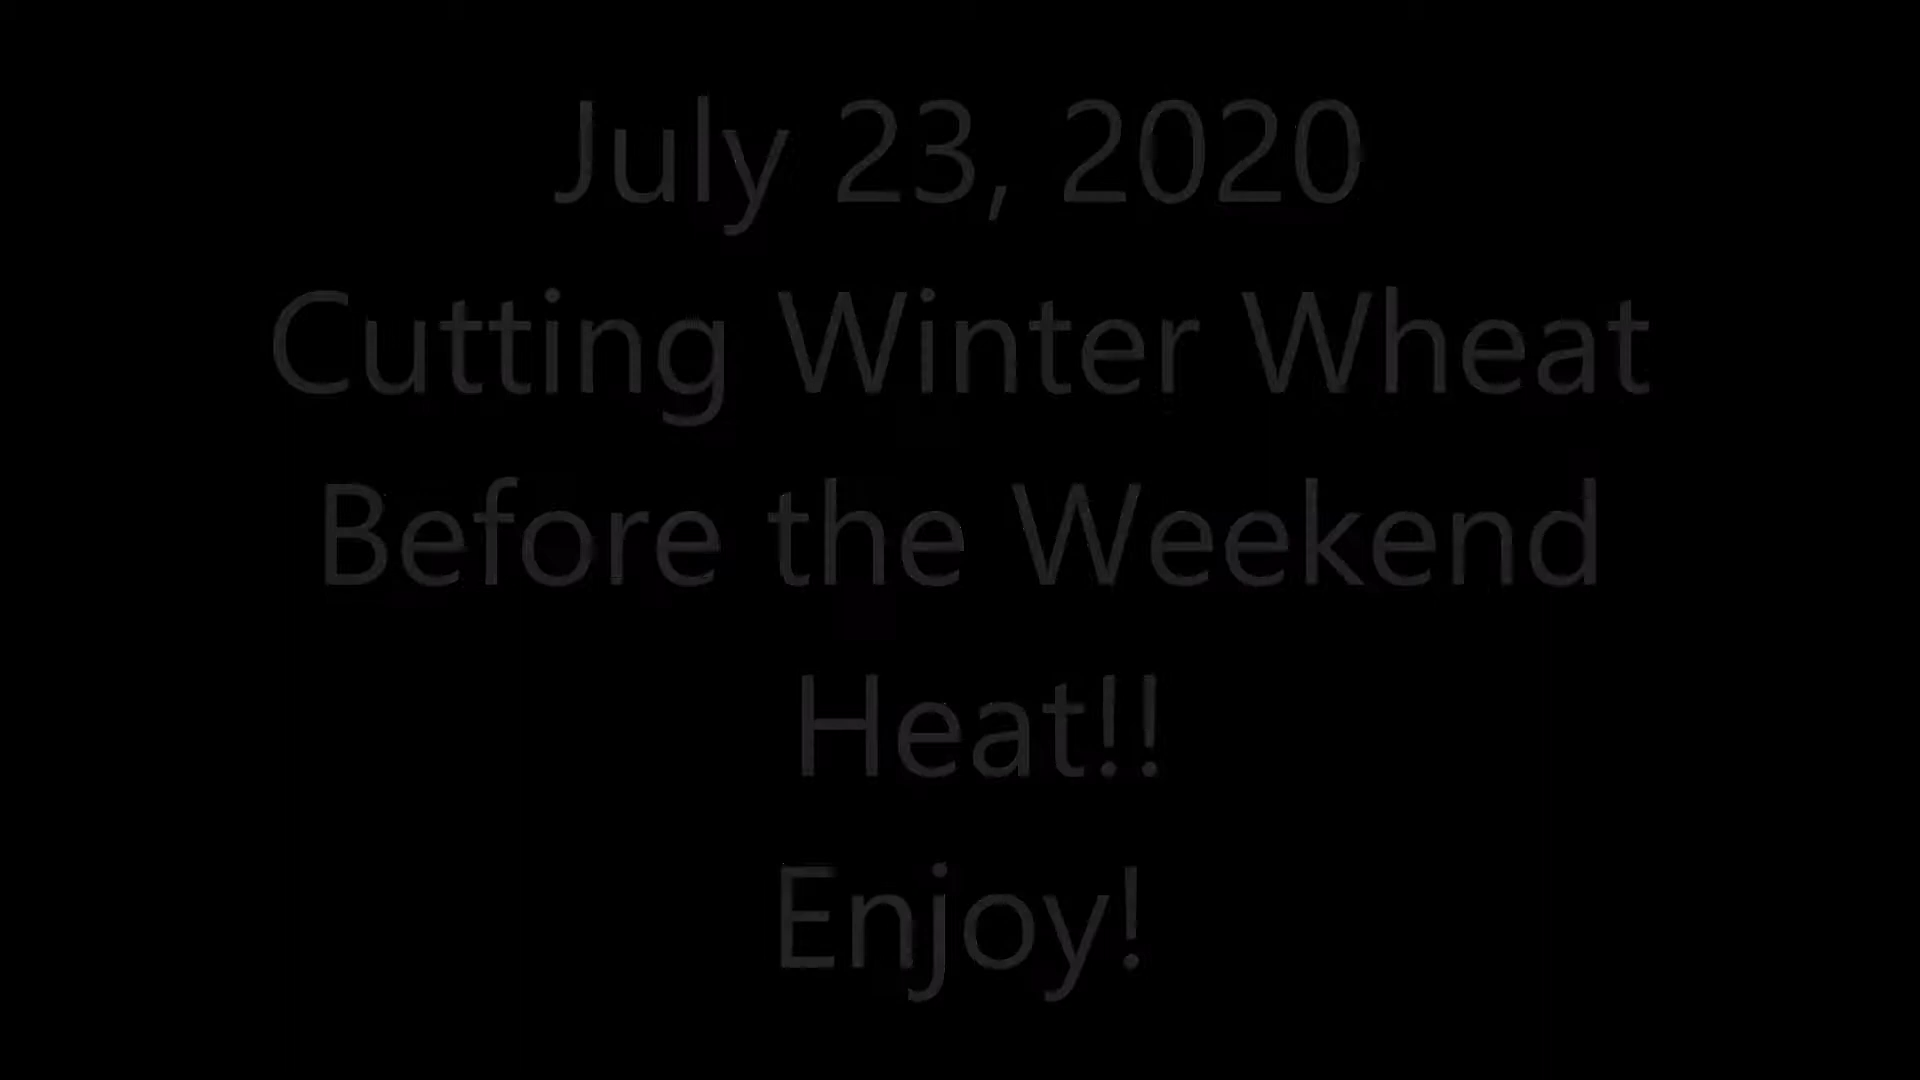 July 23, 2020
Cutting Winter Wheat
Before the Weekend
Heat!!
Enjoy!